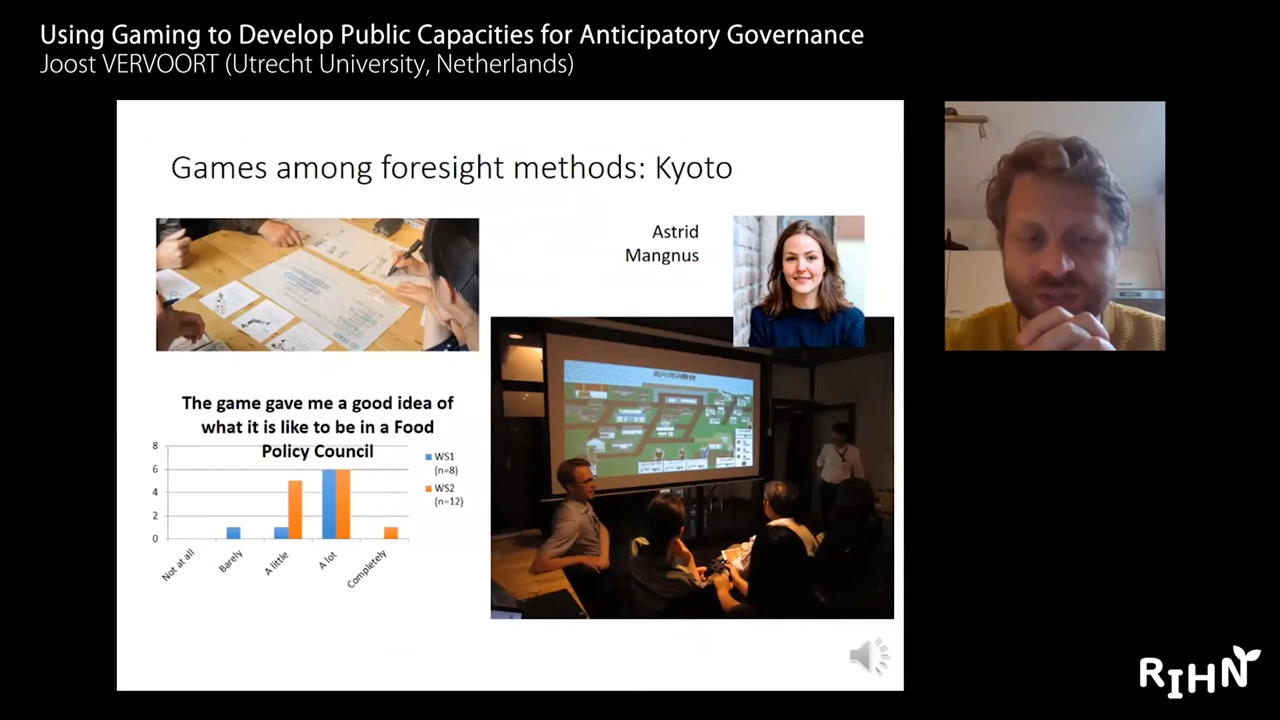 Using Gaming to Develop Public Capacities for Anticipatory Governance
Joost VERVOORT (Utrecht University, Netherlands)
Games among foresight methods: Kyoto
Astrid
Mangnus
The game gave me a good idea of
what it is like to be in a Food
Policy Council
8
6
4
2
0
Not at all
Barely
A little
A lot
Completely
WS1
(n=8)
WS2
(n=12)
RIHN